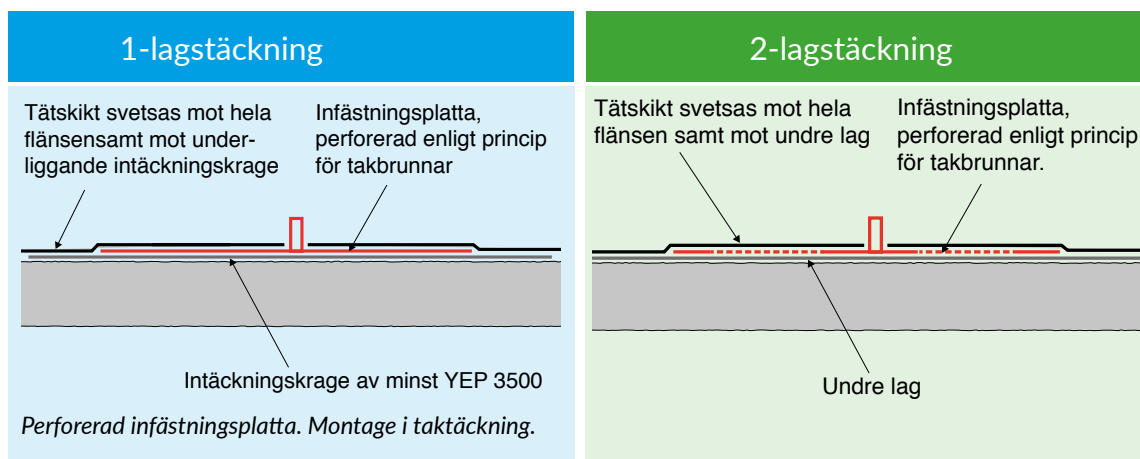 1-lagstäckning
Tätskikt svetsas mot hela
flänsensamt mot under-
liggande intäckningskrage
Infästningsplatta,
perforerad enligt princip
för takbrunnar
Intäckningskrage av minst YEP 3500
Perforerad infästningsplatta. Montage i taktäckning.
2-lagstäckning
Tätskikt svetsas mot hela
flänsen samt mot undre lag
Infästningsplatta,
perforerad enligt princip
för takbrunnar.
Undre lag